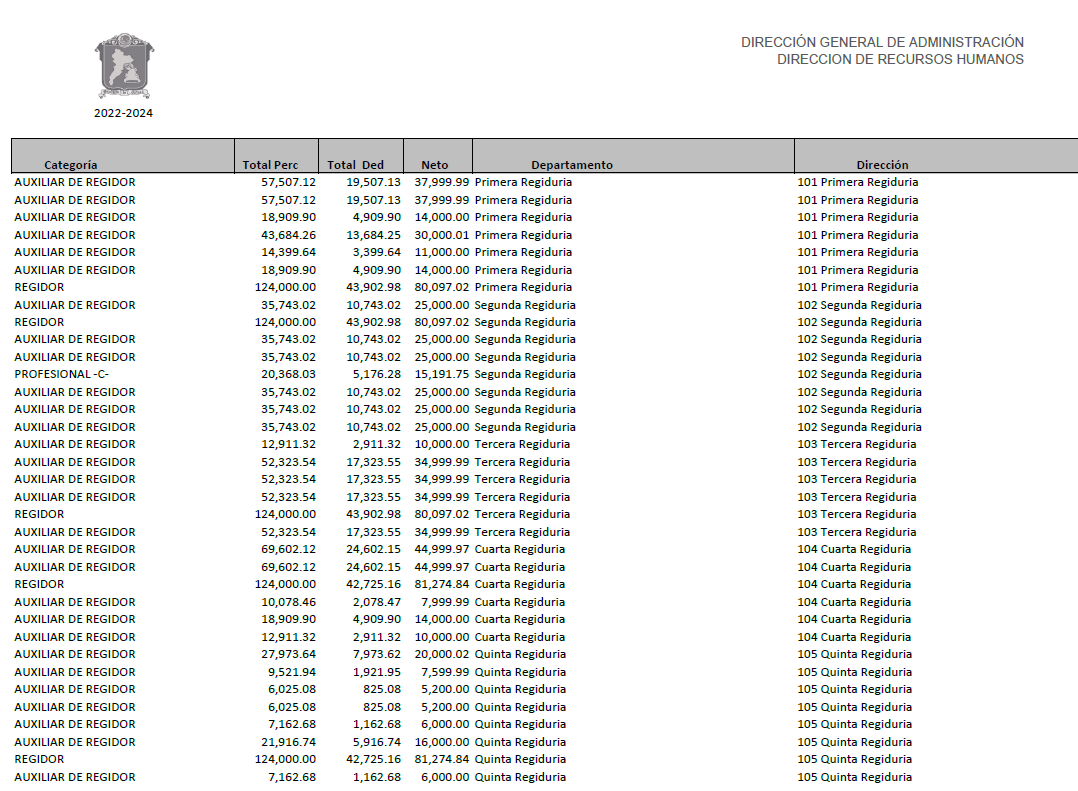 DIRECCIÓN GENERAL DE ADMINISTRACIÓN
DIRECCION DE RECURSOS HUMANOS
2022-2024
Categoría Total Perc Total Ded Neto Departamento Dirección
AUXILIAR DE REGIDOR 57,507.12 19,507.13 37,999.99 Primera Regiduria 101 Primera Regiduria
AUXILIAR DE REGIDOR 57,507.12 19,507.13 37,999.99 Primera Regiduria 101 Primera Regiduria
AUXILIAR DE REGIDOR 18,909.90 4,909.90 14,000.00 Primera Regiduria 101 Primera Regiduria
AUXILIAR DE REGIDOR 43,684.26 13,684.25 30,000.01 Primera Regiduria 101 Primera Regiduria
AUXILIAR DE REGIDOR 14,399.64 3,399.64 11,000.00 Primera Regiduria 101 Primera Regiduria
AUXILIAR DE REGIDOR 18,909.90 4,909.90 14,000.00 Primera Regiduria 101 Primera Regiduria
REGIDOR 124,000.00 43,902.98 80,097.02 Primera Regiduria 101 Primera Regiduria
AUXILIAR DE REGIDOR 35,743.02 10,743.02 25,000.00 Segunda Regiduria 102 Segunda Regiduria
REGIDOR 124,000.00 43,902.98 80,097.02 Segunda Regiduria 102 Segunda Regiduria
AUXILIAR DE REGIDOR 35,743.02 10,743.02 25,000.00 Segunda Regiduria 102 Segunda Regiduria
AUXILIAR DE REGIDOR 35,743.02 10,743.02 25,000.00 Segunda Regiduria 102 Segunda Regiduria
PROFESIONAL -C- 20,368.03 5,176.28 15,191.75 Segunda Regiduria 102 Segunda Regiduria
AUXILIAR DE REGIDOR 35,743.02 10,743.02 25,000.00 Segunda Regiduria 102 Segunda Regiduria
AUXILIAR DE REGIDOR 35,743.02 10,743.02 25,000.00 Segunda Regiduria 102 Segunda Regiduria
AUXILIAR DE REGIDOR 35,743.02 10,743.02 25,000.00 Segunda Regiduria 102 Segunda Regiduria
AUXILIAR DE REGIDOR 12,911.32 2,911.32 10,000.00 Tercera Regiduria 103 Tercera Regiduria
AUXILIAR DE REGIDOR 52,323.54 17,323.55 34,999.99 Tercera Regiduria 103 Tercera Regiduria
AUXILIAR DE REGIDOR 52,323.54 17,323.55 34,999.99 Tercera Regiduria 103 Tercera Regiduria
AUXILIAR DE REGIDOR 52,323.54 17,323.55 34,999.99 Tercera Regiduria 103 Tercera Regiduria
REGIDOR 124,000.00 43,902.98 80,097.02 Tercera Regiduria 103 Tercera Regiduria
AUXILIAR DE REGIDOR 52,323.54 17,323.55 34,999.99 Tercera Regiduria 103 Tercera Regiduria
AUXILIAR DE REGIDOR 69,602.12 24,602.15 44,999.97 Cuarta Regiduria 104 Cuarta Regiduria
AUXILIAR DE REGIDOR 69,602.12 24,602.15 44,999.97 Cuarta Regiduria 104 Cuarta Regiduria
REGIDOR 124,000.00 42,725.16 81,274.84 Cuarta Regiduria 104 Cuarta Regiduria
AUXILIAR DE REGIDOR 10,078.46 2,078.47 7,999.99 Cuarta Regiduria 104 Cuarta Regiduria
AUXILIAR DE REGIDOR 18,909.90 4,909.90 14,000.00 Cuarta Regiduria 104 Cuarta Regiduria
AUXILIAR DE REGIDOR 12,911.32 2,911.32 10,000.00 Cuarta Regiduria 104 Cuarta Regiduria
AUXILIAR DE REGIDOR 27,973.64 7,973.62 20,000.02 Quinta Regiduria 105 Quinta Regiduria
AUXILIAR DE REGIDOR 9,521.94 1,921.95 7,599.99 Quinta Regiduria 105 Quinta Regiduria
AUXILIAR DE REGIDOR 6,025.08 825.08 5,200.00 Quinta Regiduria 105 Quinta Regiduria
AUXILIAR DE REGIDOR 6,025.08 825.08 5,200.00 Quinta Regiduria 105 Quinta Regiduria
AUXILIAR DE REGIDOR 7,162.68 1,162.68 6,000.00 Quinta Regiduria 105 Quinta Regiduria
AUXILIAR DE REGIDOR 21,916.74 5,916.74 16,000.00 Quinta Regiduria 105 Quinta Regiduria
REGIDOR 124,000.00 42,725.16 81,274.84 Quinta Regiduria 105 Quinta Regiduria
AUXILIAR DE REGIDOR 7,162.68 1,162.68 6,000.00 Quinta Regiduria 105 Quinta Regiduria